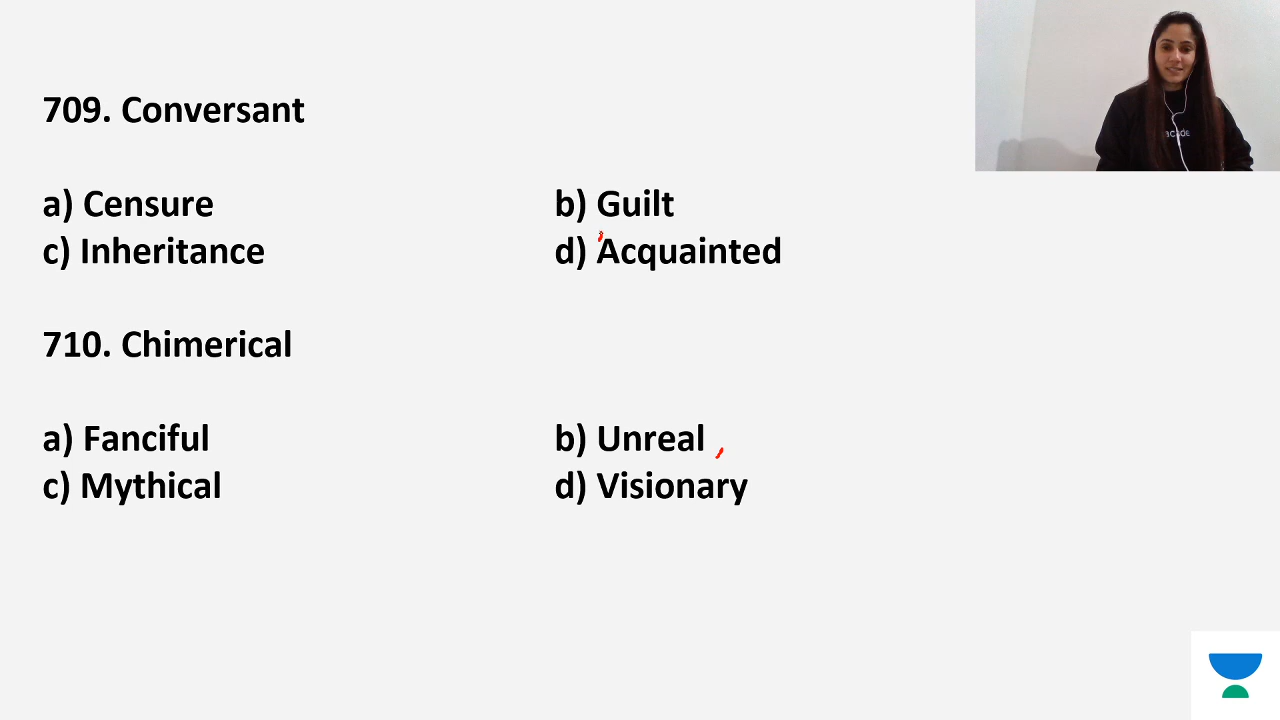 709. Conversant
a) Censure b) Guilt
c) Inheritance d) Acquainted
710. Chimerical
a) Fanciful b) Unreal
c) Mythical d) Visionary